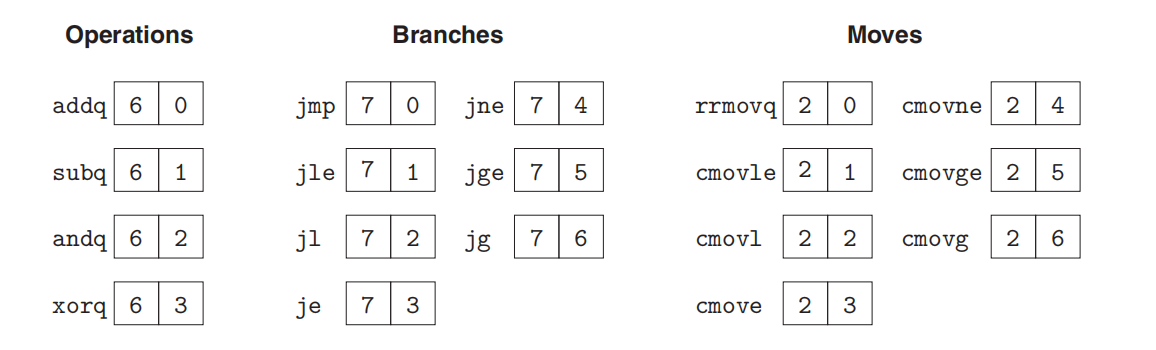 Operations Branches Moves
addq 6 0 jmp 7 0 jne 7 4 rrmovq 2 0 cmovne 2 4
subq 6 1 jle 7 1 jge 7 5 cmovle 2 1 cmovge 2 5
andq 6 2 jl 7 2 jg 7 6 cmovl 2 2 cmovg 2 6
xorq 6 3 je 7 3 cmove 2 3